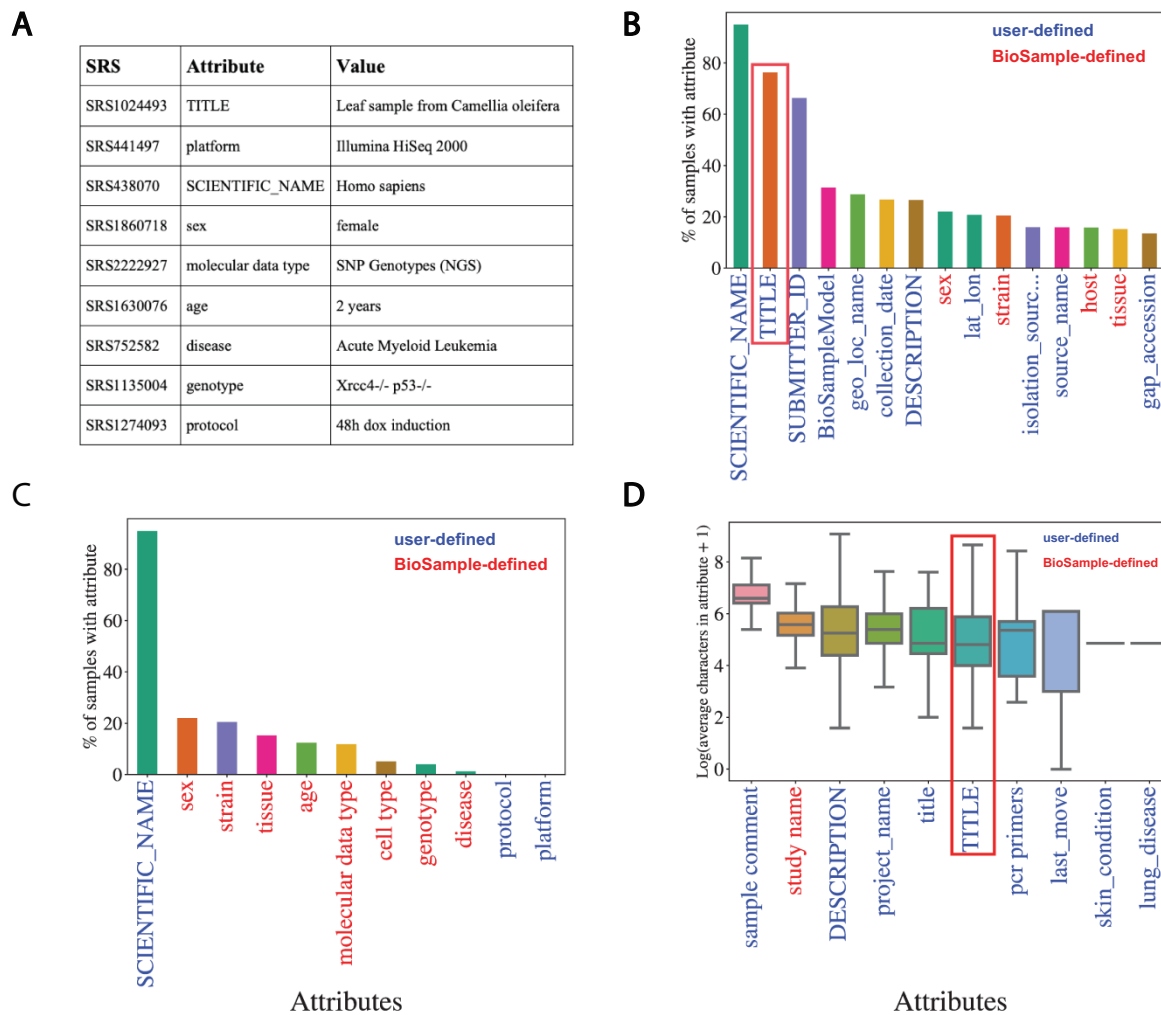 A
SRS Attribute Value
SRS1024493 TITLE Leaf sample from Camellia oleifera
SRS441497 platform Illumina HiSeq 2000
SRS438070 SCIENTIFIC_NAME Homo sapiens
SRS1860718 sex female
SRS2222927 molecular data type SNP Genotypes (NGS)
SRS1630076 age 2 years
SRS752582 disease Acute Myeloid Leukemia
SRS1135004 genotype Xrcc4-/- p53-/-
SRS1274093 protocol 48h dox induction
B
user-defined
BioSample-defined
% of samples with attribute
80
60
40
20
0
SCIENTIFIC_NAME
TITLE
SUBMITTER_ID
BioSampleModel
geo_loc_name
collection_date
DESCRIPTION
sex
lat_lon
strain
isolation_sourc...
source_name
host
tissue
gap_accession
C
user-defined
BioSample-defined
% of samples with attribute
80
60
40
20
0
SCIENTIFIC_NAME
sex
strain
tissue
age
molecular data type
cell type
genotype
disease
protocol
platform
Attributes
D
user-defined
BioSample-defined
Log(average characters in attribute + 1)
8
6
4
2
0
sample comment
study name
DESCRIPTION
project_name
title
TITLE
pcr primers
last_move
skin_condition
lung_disease
Attributes